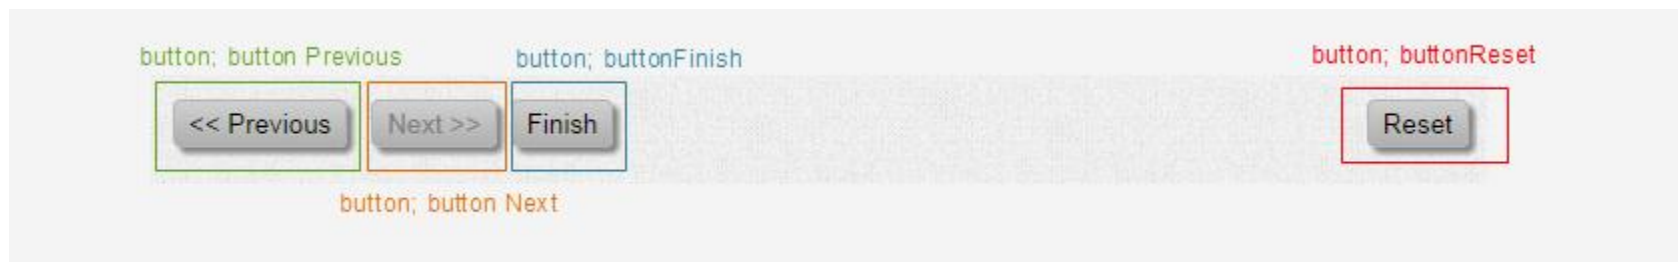 button; button Previous
button; buttonFinish
button; buttonReset
<< Previous
Next >>
Finish
Reset
button; button Next